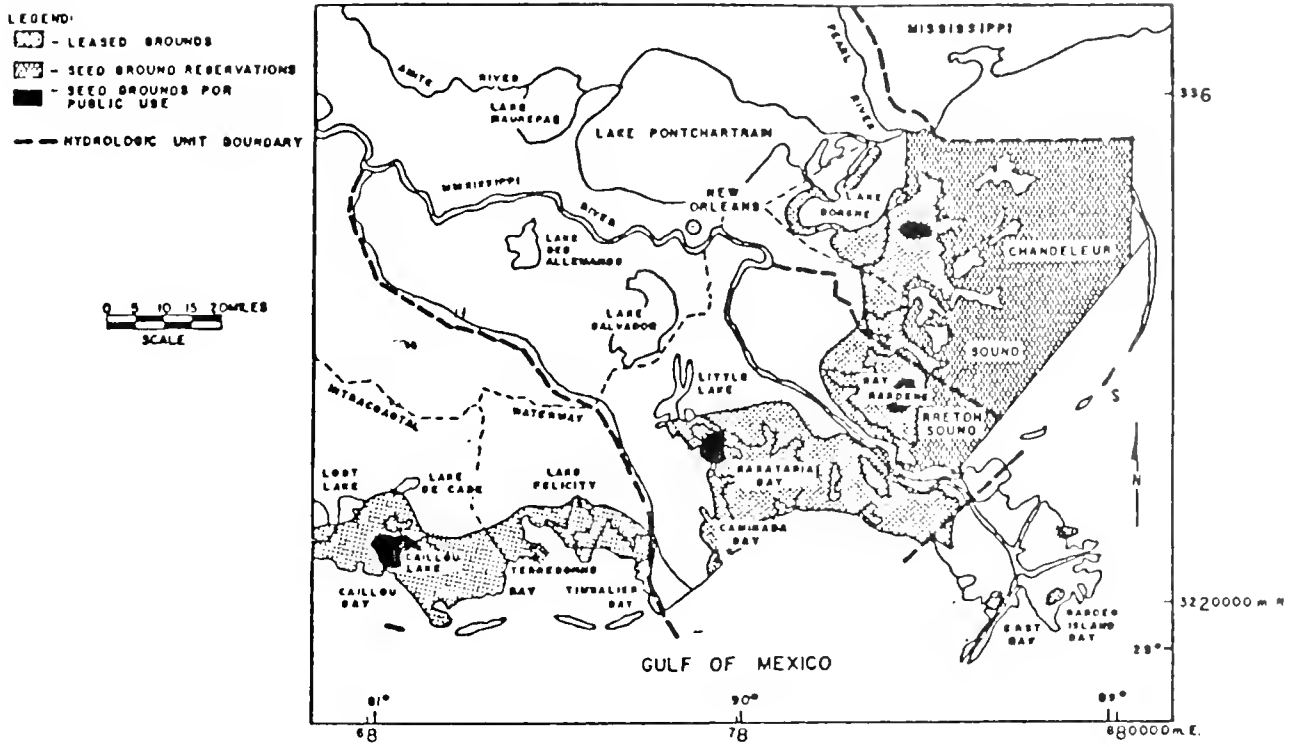 LEGEND:
- LEASED GROUNDS
- SEED GROUND RESERVATIONS
- SEED GROUNDS FOR
PUBLIC USE
HYDROLOGIC UNIT BOUNDARY
0 5 10 15 20 MILES
SCALE
MISSISSIPPI
PEARL
RIVER
AMITE
RIVER
LAKE
MAUREPAS
LAKE PONTCHARTRAIN
336
MISSISSIPPI
RIVER
NEW
ORLEANS
LAKE
BORGNE
LAKE
DES
ALLEMANDS
CHANDELEUR
LAKE
SALVADOR
SOUND
LITTLE
LAKE
BAY
GARDENE
BRETON
SOUND
S
N
INTRACOASTAL
WATERWAY
LOST
LAKE
LAKE
DE CADE
LAKE
FELICITY
BARATARIA
BAY
CAMINADA
BAY
CAILLOU
LAKE
CAILLOU
BAY
TERREBONNE
BAY
TIMBALIER
BAY
EAST
BAY
GARDEN
ISLAND
BAY
3220000 m N
29°
GULF OF MEXICO
91°
90°
89°
68
78
880000 m E.